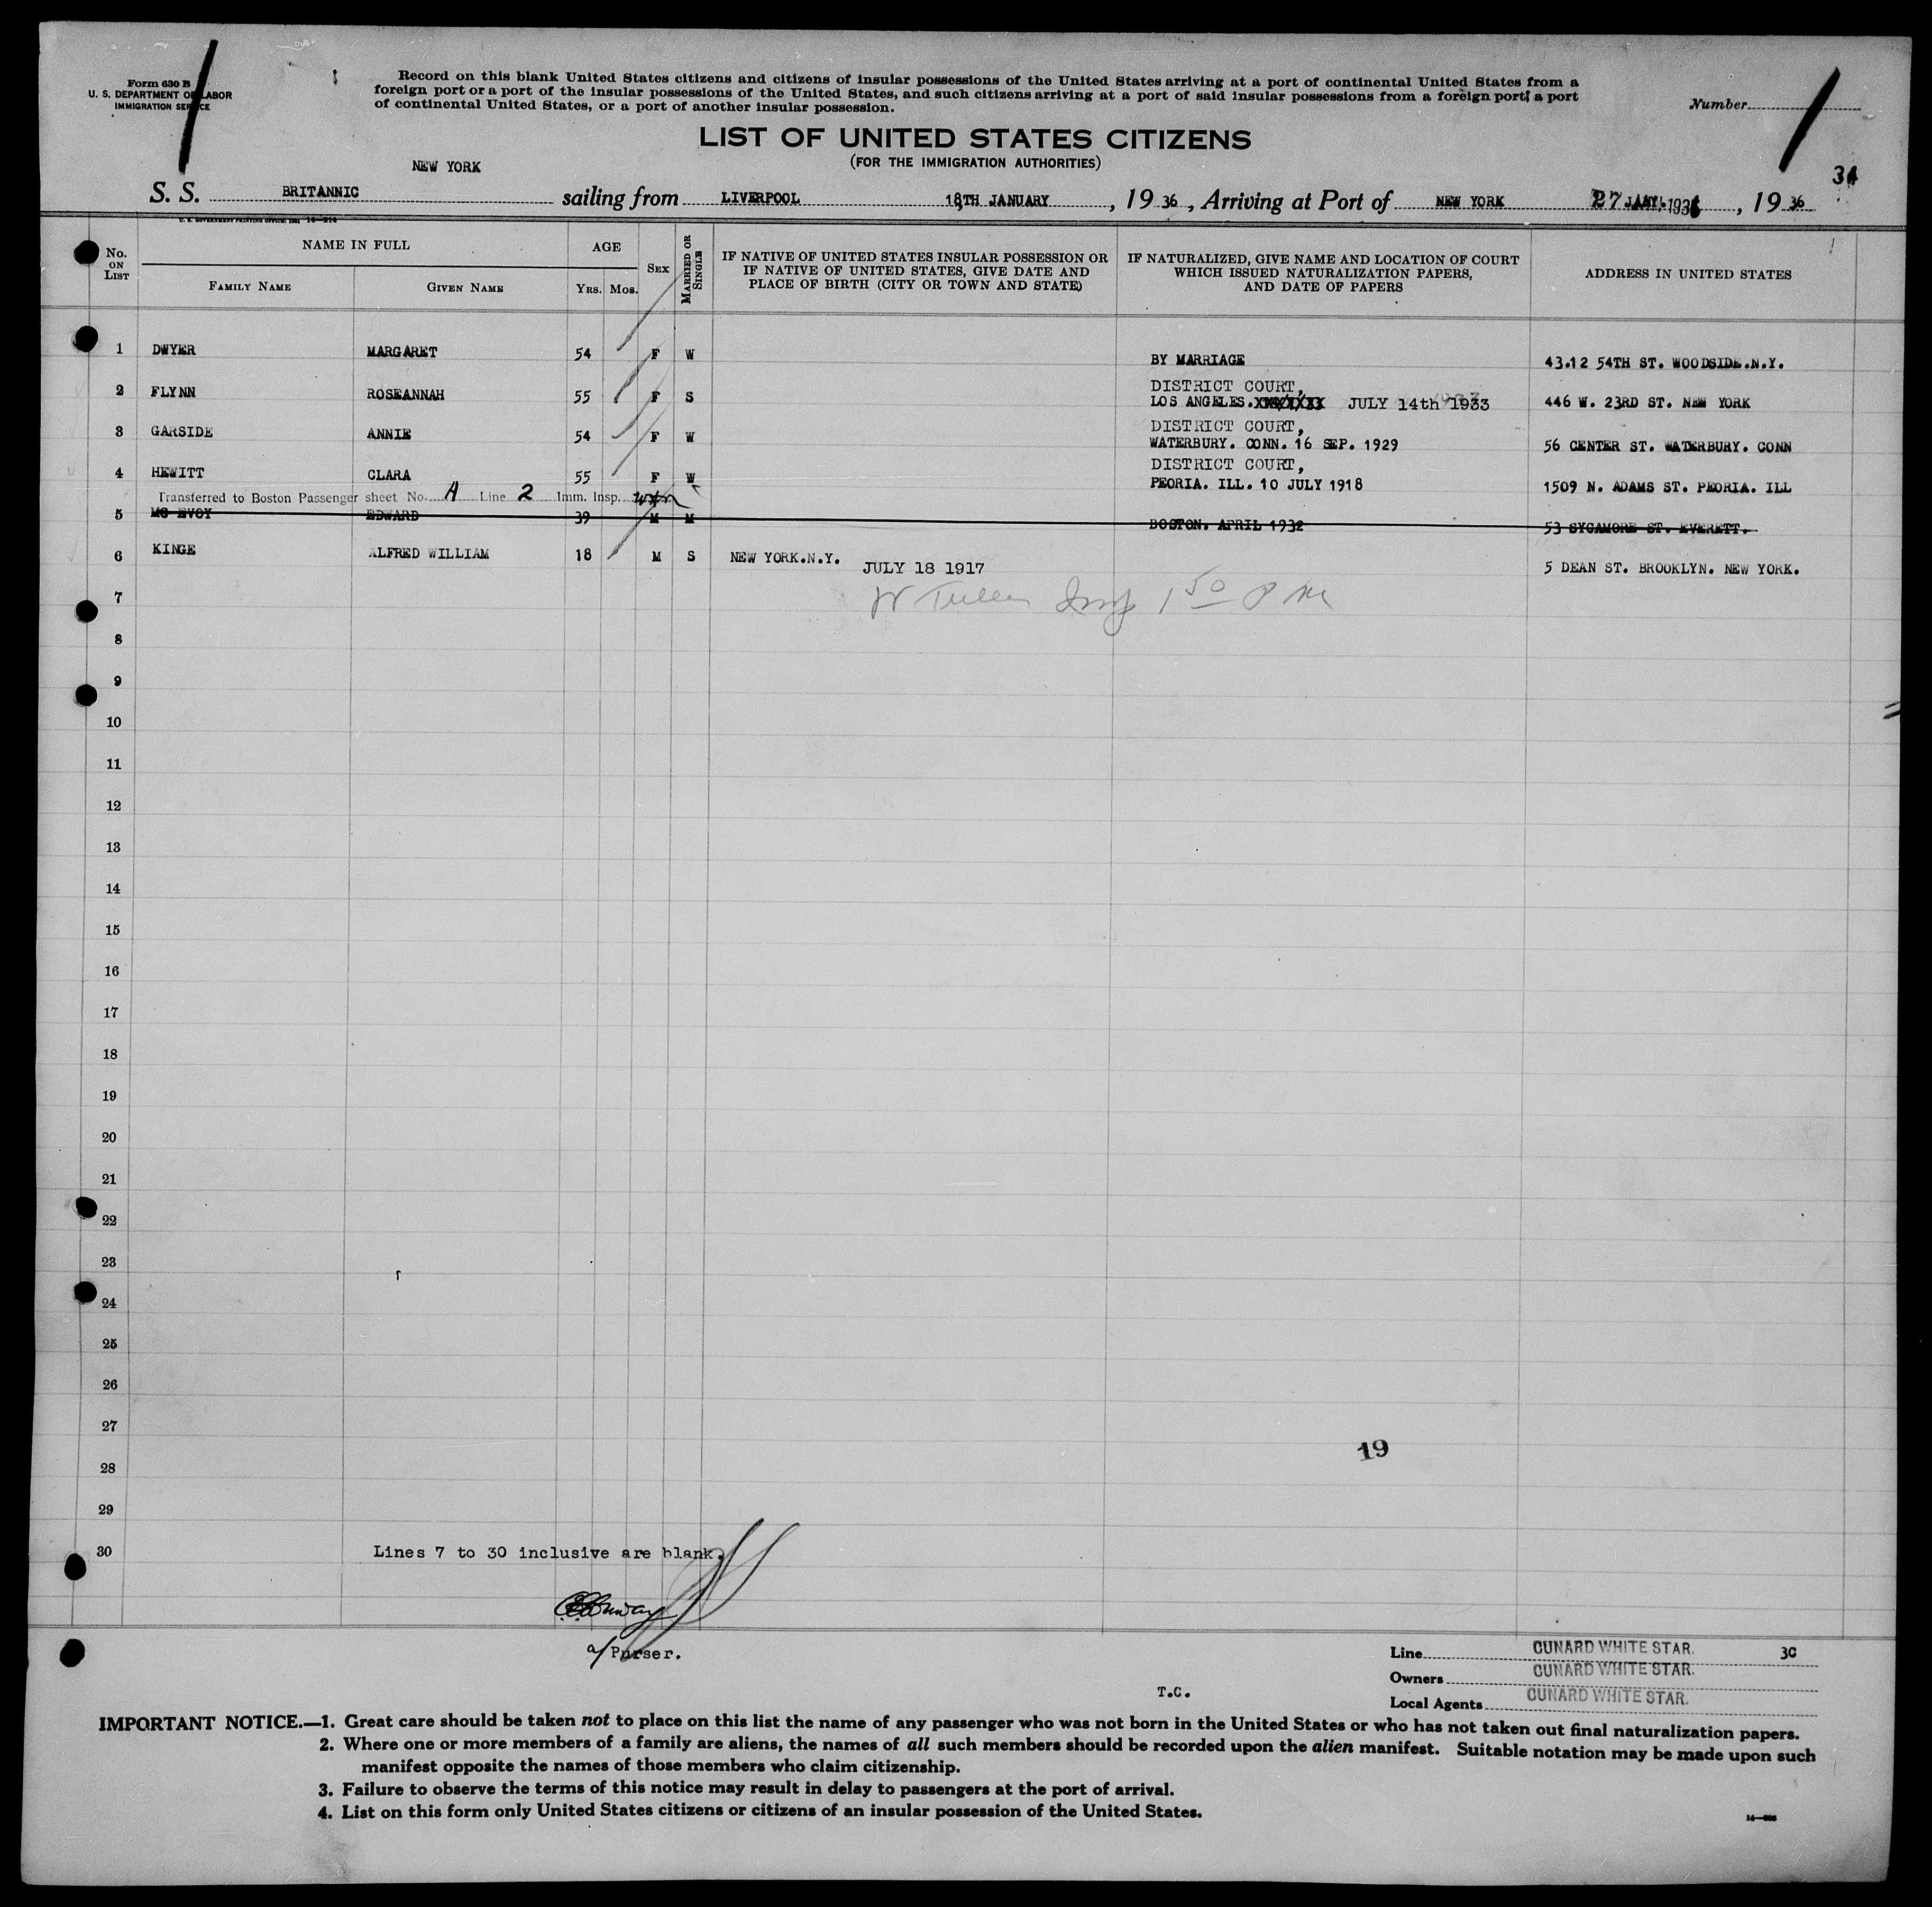 Form 630 B
U. S. DEPARTMENT OF LABOR
IMMIGRATION SERVICE
Record on this blank United States citizens and citizens of insular possessions of the United States arriving at a port of continental United States from a
foreign port or a port of the insular possessions of the United States, and such citizens arriving at a port of said insular possessions from a foreign port, a port
of continental United States, or a port of another insular possession.
Number
LIST OF UNITED STATES CITIZENS
(FOR THE IMMIGRATION AUTHORITIES)
NEW YORK
S. S. BRITANNIC sailing from LIVERPOOL 18TH JANUARY, 19 36, Arriving at Port of NEW YORK 27 JANY. 1936, 19 36
No. ON LIST
NAME IN FULL
FAMILY NAME GIVEN NAME
AGE
YRS. MOS.
SEX
MARRIED OR SINGLE
IF NATIVE OF UNITED STATES INSULAR POSSESSION OR
IF NATIVE OF UNITED STATES, GIVE DATE AND
PLACE OF BIRTH (CITY OR TOWN AND STATE)
IF NATURALIZED, GIVE NAME AND LOCATION OF COURT
WHICH ISSUED NATURALIZATION PAPERS,
AND DATE OF PAPERS
ADDRESS IN UNITED STATES
1 DWYER MARGARET 54 F W BY MARRIAGE 43.12 54TH ST. WOODSIDE.N.Y.
DISTRICT COURT,
2 FLYNN ROSEANNAH 55 F S LOS ANGELES. JULY 14th 1933 446 W. 23RD ST. NEW YORK
DISTRICT COURT,
3 GARSIDE ANNIE 54 F W WATERBURY. CONN. 16 SEP. 1929 56 CENTER ST. WATERBURY. CONN
DISTRICT COURT,
4 HEWITT CLARA 55 F W PEORIA. ILL. 10 JULY 1918 1509 N. ADAMS ST. PEORIA. ILL
Transferred to Boston Passenger sheet No. A Line 2 Imm. Insp.
5 MC EVOY EDWARD 39 M M BOSTON. APRIL 1932 53 SYCAMORE ST. EVERETT.
6 KINGE ALFRED WILLIAM 18 M S NEW YORK.N.Y. JULY 18 1917 5 DEAN ST. BROOKLYN. NEW YORK.
7
8
9
10
11
12
13
14
15
16
17
18
19
20
21
22
23
24
25
26
27
19
28
29
30
Lines 7 to 30 inclusive are blank.
a/ Purser.
Line CUNARD WHITE STAR. 30
Owners CUNARD WHITE STAR.
T.C.
Local Agents CUNARD WHITE STAR.
IMPORTANT NOTICE.—1. Great care should be taken not to place on this list the name of any passenger who was not born in the United States or who has not taken out final naturalization papers.
2. Where one or more members of a family are aliens, the names of all such members should be recorded upon the alien manifest. Suitable notation may be made upon such
manifest opposite the names of those members who claim citizenship.
3. Failure to observe the terms of this notice may result in delay to passengers at the port of arrival.
4. List on this form only United States citizens or citizens of an insular possession of the United States.